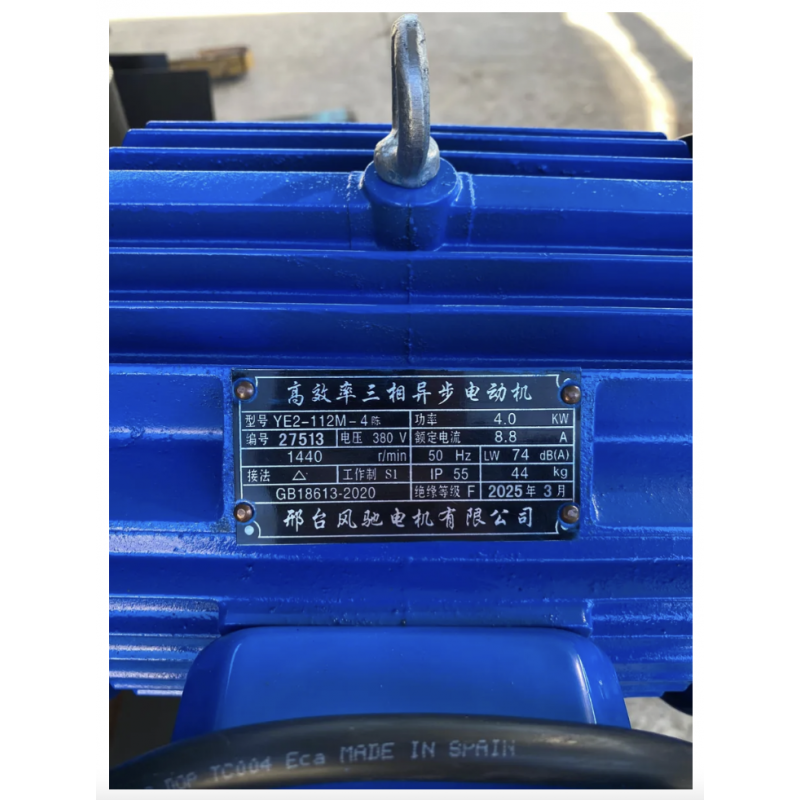 高效率三相异步电动机
型号 YE2-112M-4 功率 4.0 KW
编号 27513 电压 380 V 额定电流 8.8 A
1440 r/min 50 Hz LW 74 dB(A)
接法 △ 工作制 S1 IP 55 44 kg
GB18613-2020 绝缘等级 F 2025年3月
邢台风驰电机有限公司
DOP TC004 Eca MADE IN SPAIN